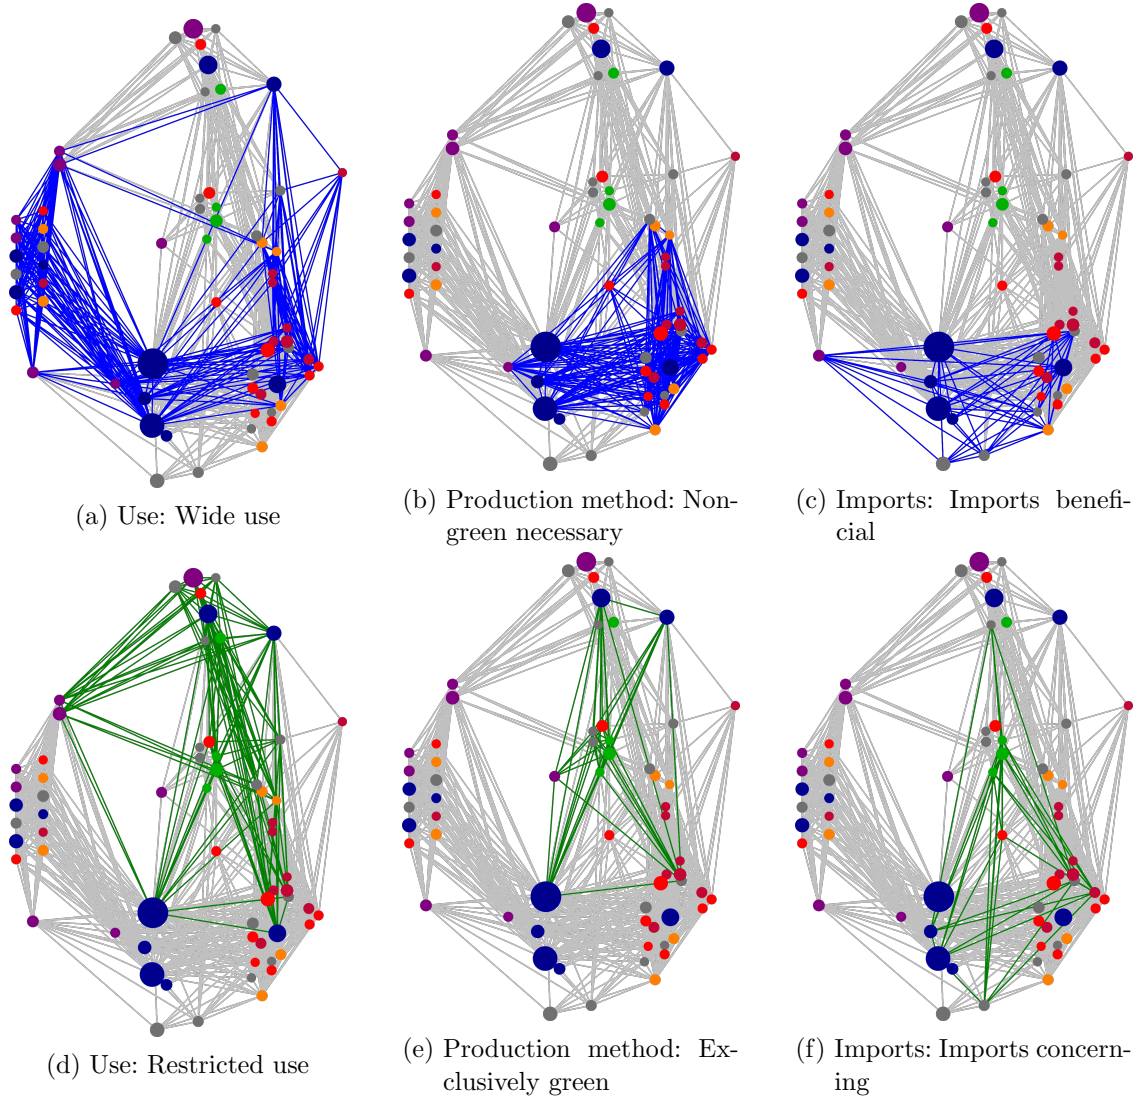 (a) Use: Wide use
(b) Production method: Non-
green necessary
(c) Imports: Imports benefi-
cial
(d) Use: Restricted use
(e) Production method: Ex-
clusively green
(f) Imports: Imports concern-
ing